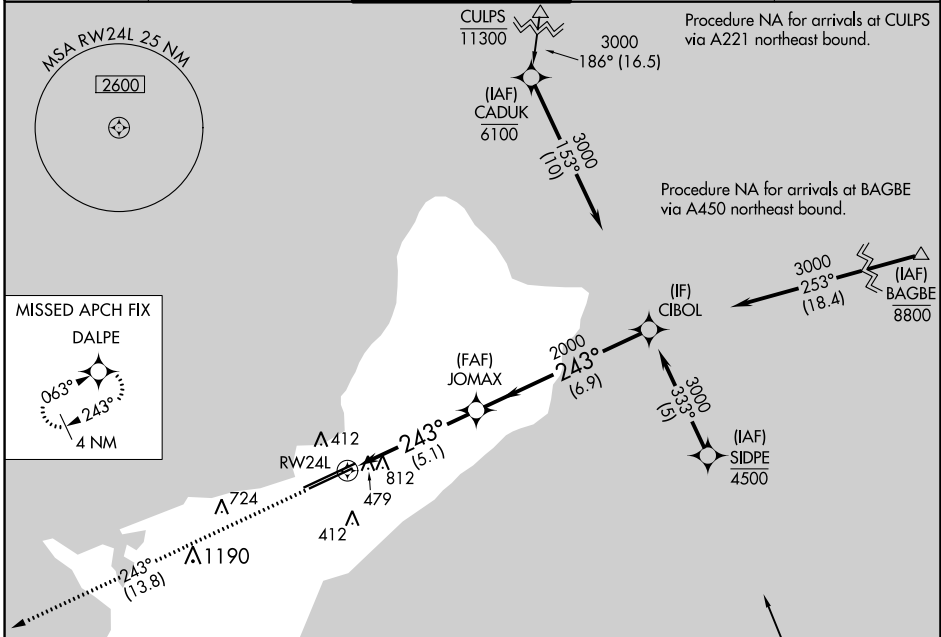 MSA RW24L 25 NM
2600
CULPS
11300
3000
186° (16.5)
(IAF)
CADUK
6100
3000
153°
(10)
Procedure NA for arrivals at CULPS
via A221 northeast bound.
Procedure NA for arrivals at BAGBE
via A450 northeast bound.
3000
253°
(18.4)
(IAF)
BAGBE
8800
(IF)
CIBOL
2000
243°
(6.9)
3000
333°
(5)
(IAF)
SIDPE
4500
(FAF)
JOMAX
243°
(5.1)
MISSED APCH FIX
DALPE
063°
243°
4 NM
412
RW24L
812
479
724
412
1190
243°
(13.8)